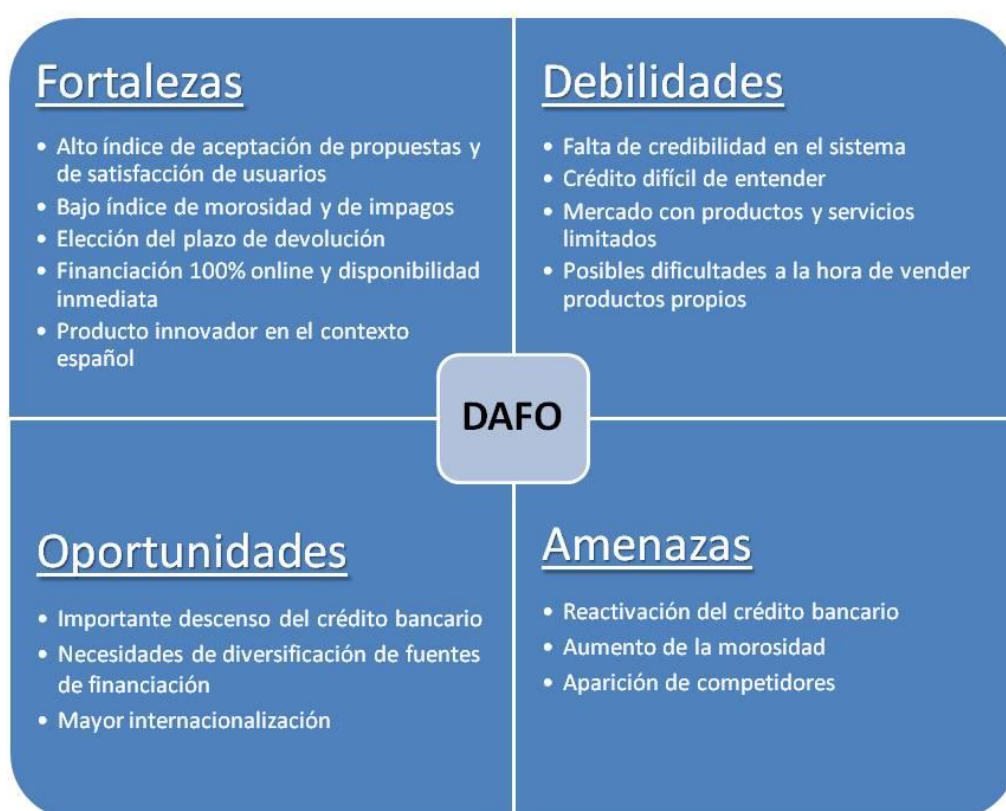 Fortalezas
• Alto índice de aceptación de propuestas y
de satisfacción de usuarios
• Bajo índice de morosidad y de impagos
• Elección del plazo de devolución
• Financiación 100% online y disponibilidad
inmediata
• Producto innovador en el contexto
español
Debilidades
• Falta de credibilidad en el sistema
• Crédito difícil de entender
• Mercado con productos y servicios
limitados
• Posibles dificultades a la hora de vender
productos propios
DAFO
Oportunidades
• Importante descenso del crédito bancario
• Necesidades de diversificación de fuentes
de financiación
• Mayor internacionalización
Amenazas
• Reactivación del crédito bancario
• Aumento de la morosidad
• Aparición de competidores